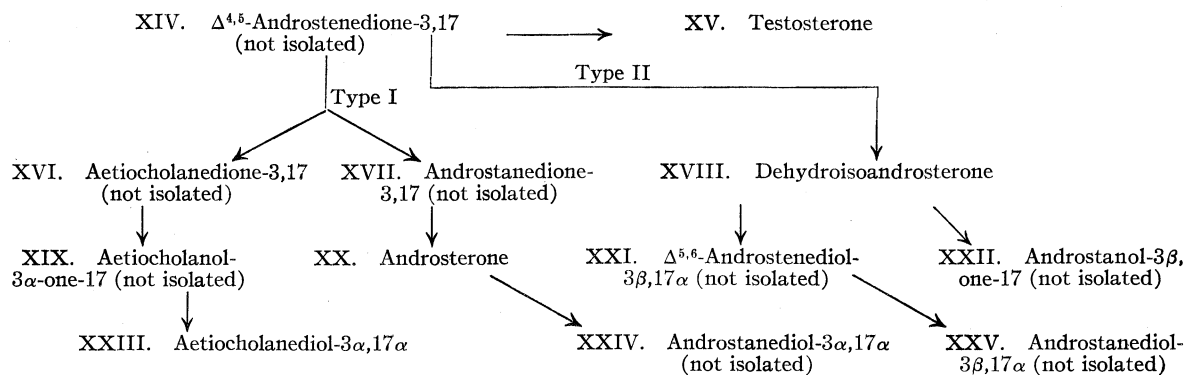 XIV. Δ⁴,⁵-Androstenedione-3,17
(not isolated)
XV. Testosterone
Type II
Type I
XVI. Aetiocholanedione-3,17
(not isolated)
XVII. Androstanedione-
3,17 (not isolated)
XVIII. Dehydroisoandrosterone
XIX. Aetiocholanol-
3α-one-17 (not isolated)
XX. Androsterone
XXI. Δ⁵,⁶-Androstenediol-
3β,17α (not isolated)
XXII. Androstanol-3β,
one-17 (not isolated)
XXIII. Aetiocholanediol-3α,17α
XXIV. Androstanediol-3α,17α
(not isolated)
XXV. Androstanediol-
3β,17α (not isolated)